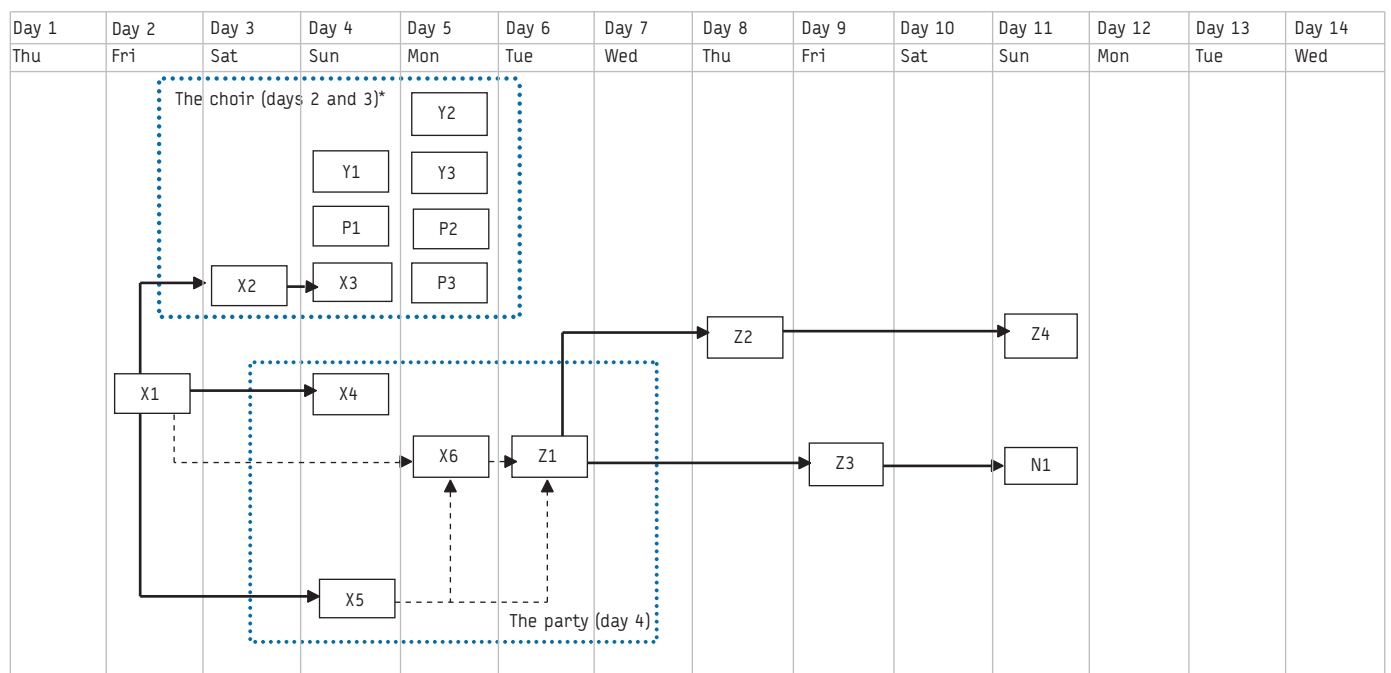 Day 1 Day 2 Day 3 Day 4 Day 5 Day 6 Day 7 Day 8 Day 9 Day 10 Day 11 Day 12 Day 13 Day 14
Thu Fri Sat Sun Mon Tue Wed Thu Fri Sat Sun Mon Tue Wed
The choir (days 2 and 3)*
Y2
Y1 Y3
P1 P2
X2 X3 P3
Z2 Z4
X1 X4
X6 Z1 Z3 N1
X5
The party (day 4)